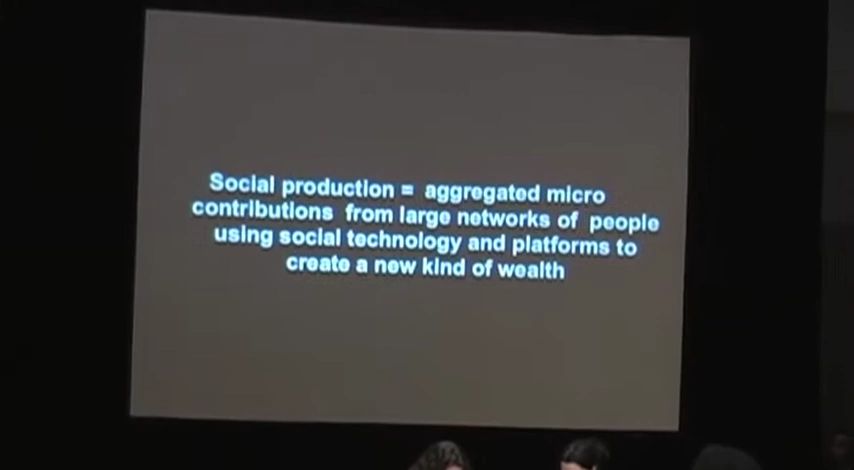 Social production = aggregated micro
contributions from large networks of people
using social technology and platforms to
create a new kind of wealth